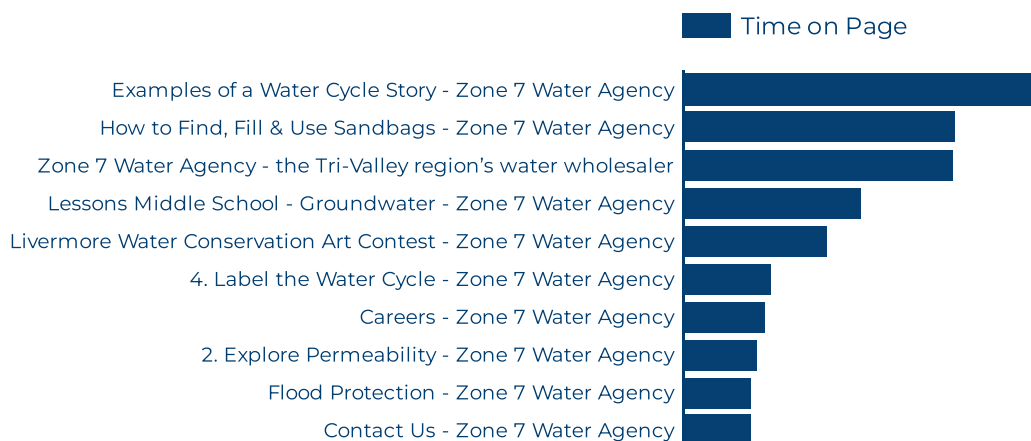 Time on Page
Examples of a Water Cycle Story - Zone 7 Water Agency
How to Find, Fill & Use Sandbags - Zone 7 Water Agency
Zone 7 Water Agency - the Tri-Valley region’s water wholesaler
Lessons Middle School - Groundwater - Zone 7 Water Agency
Livermore Water Conservation Art Contest - Zone 7 Water Agency
4. Label the Water Cycle - Zone 7 Water Agency
Careers - Zone 7 Water Agency
2. Explore Permeability - Zone 7 Water Agency
Flood Protection - Zone 7 Water Agency
Contact Us - Zone 7 Water Agency